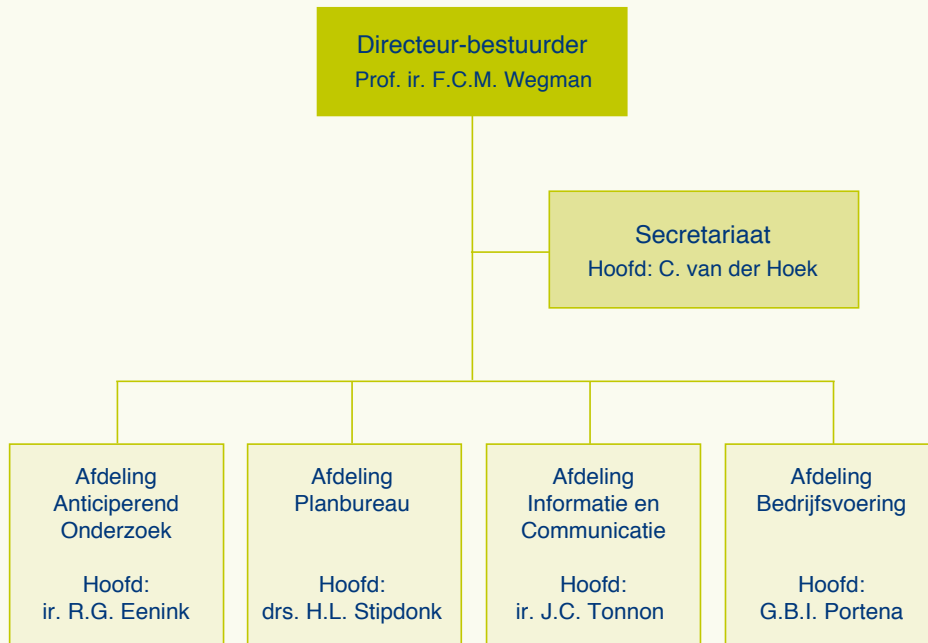 Directeur-bestuurder
Prof. ir. F.C.M. Wegman
Secretariaat
Hoofd: C. van der Hoek
Afdeling
Anticiperend
Onderzoek
Hoofd:
ir. R.G. Eenink
Afdeling
Planbureau
Hoofd:
drs. H.L. Stipdonk
Afdeling
Informatie en
Communicatie
Hoofd:
ir. J.C. Tonnon
Afdeling
Bedrijfsvoering
Hoofd:
G.B.I. Portena